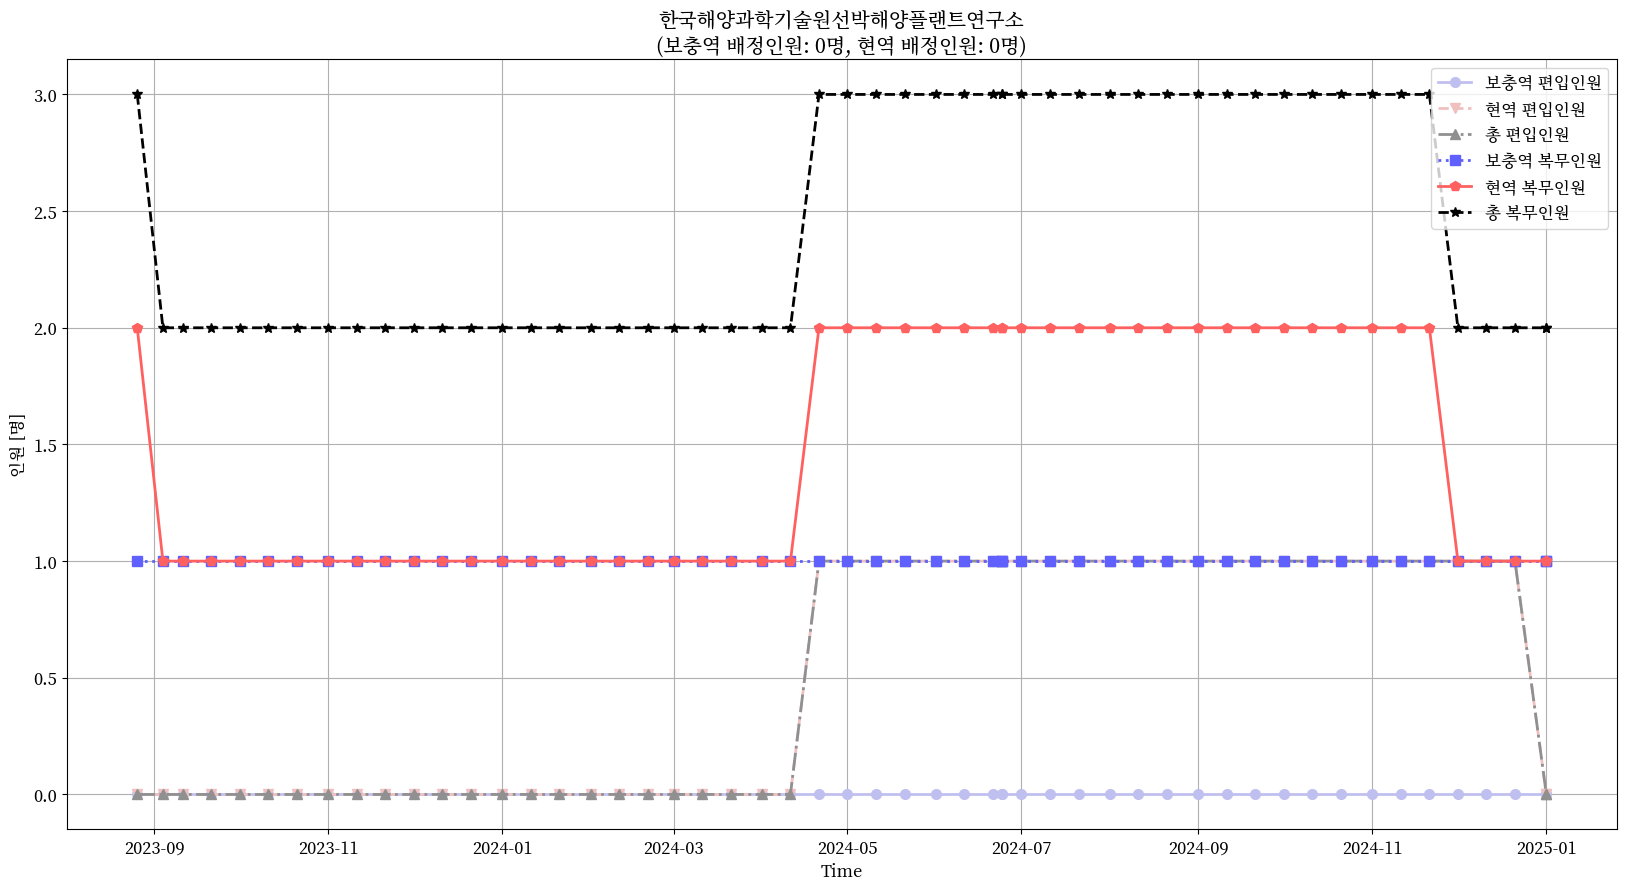 한국해양과학기술원선박해양플랜트연구소
(보충역 배정인원: 0명, 현역 배정인원: 0명)
보충역 편입인원
현역 편입인원
총 편입인원
보충역 복무인원
현역 복무인원
총 복무인원
인원 [명]
3.0
2.5
2.0
1.5
1.0
0.5
0.0
2023-09
2023-11
2024-01
2024-03
2024-05
2024-07
2024-09
2024-11
2025-01
Time